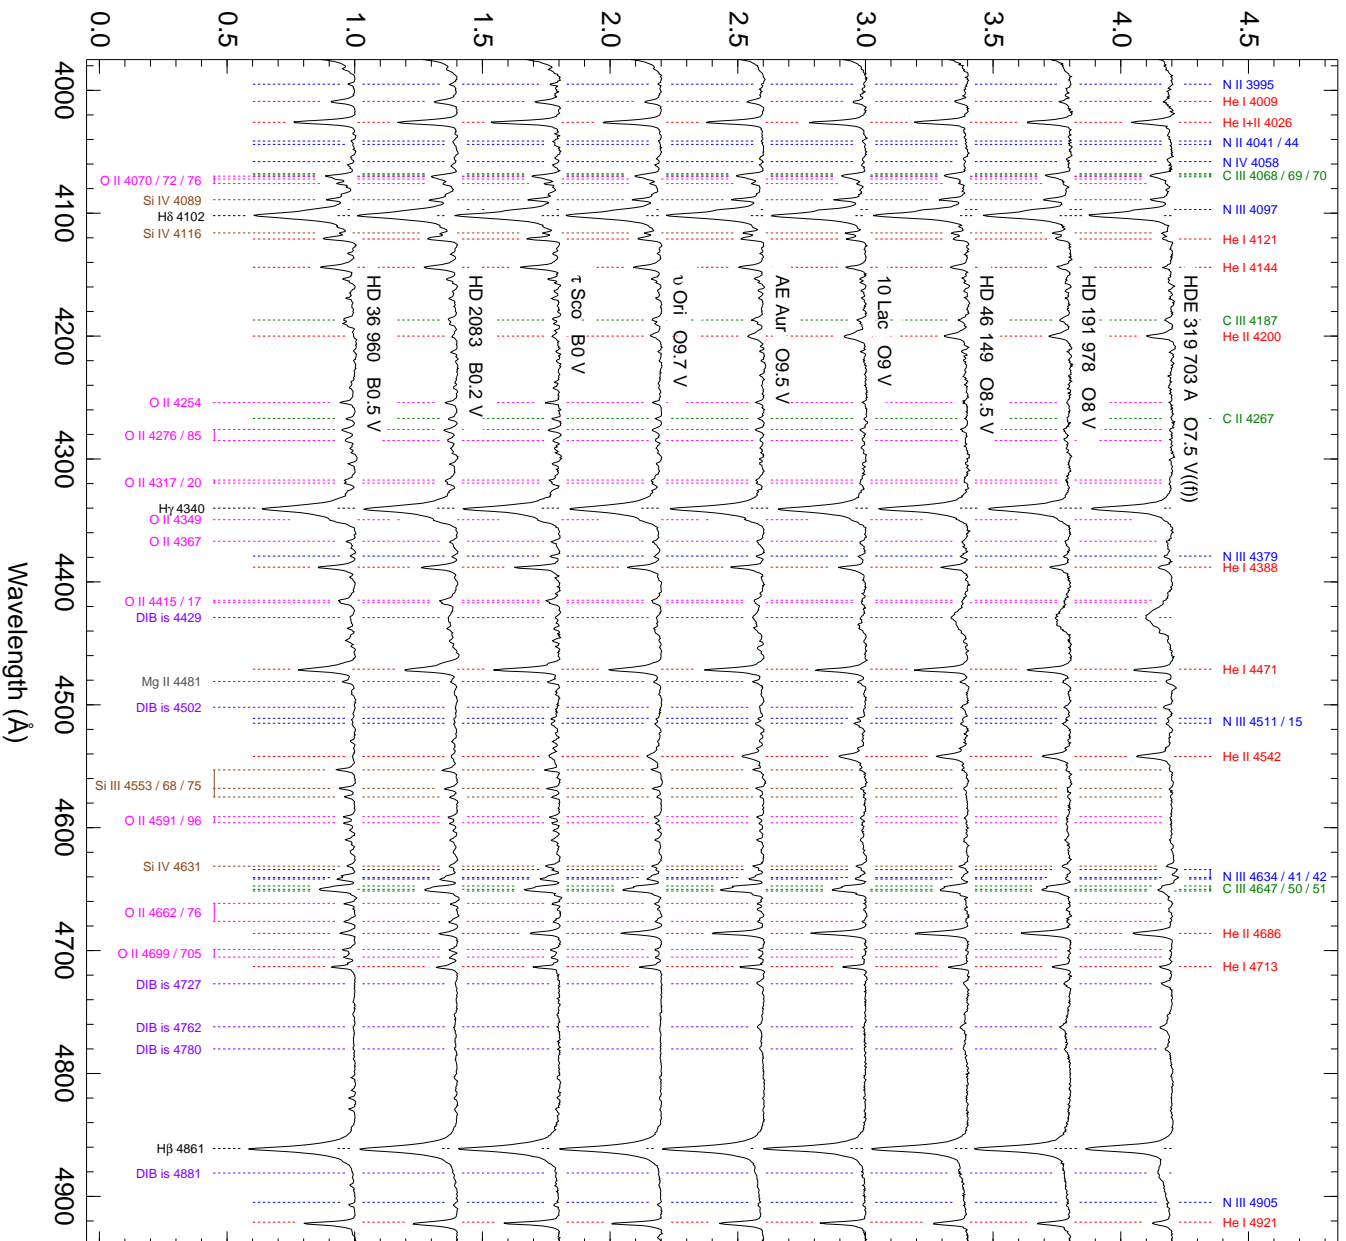 0.0
0.5
1.0
1.5
2.0
2.5
3.0
3.5
4.0
4.5
4000
4100
4200
4300
4400
4500
4600
4700
4800
4900
Wavelength (Å)
N II 3995
He I 4009
He I+II 4026
N II 4041 / 44
N IV 4058
C III 4068 / 69 / 70
N III 4097
He I 4121
He I 4144
C III 4187
He II 4200
C II 4267
N III 4379
He I 4388
He I 4471
N III 4511 / 15
He II 4542
N III 4634 / 41 / 42
C III 4647 / 50 / 51
He II 4686
He I 4713
N III 4905
He I 4921
O II 4070 / 72 / 76
Si IV 4089
Hδ 4102
Si IV 4116
O II 4254
O II 4276 / 85
O II 4317 / 20
Hγ 4340
O II 4349
O II 4367
O II 4415 / 17
DIB is 4429
Mg II 4481
DIB is 4502
Si III 4553 / 68 / 75
O II 4591 / 96
Si IV 4631
O II 4662 / 76
O II 4699 / 705
DIB is 4727
DIB is 4762
DIB is 4780
Hβ 4861
DIB is 4881
HDE 319 703 A O7.5 V((f))
HD 191 978 O8 V
HD 46 149 O8.5 V
10 Lac O9 V
AE Aur O9.5 V
υ Ori O9.7 V
τ Sco B0 V
HD 2083 B0.2 V
HD 36 960 B0.5 V